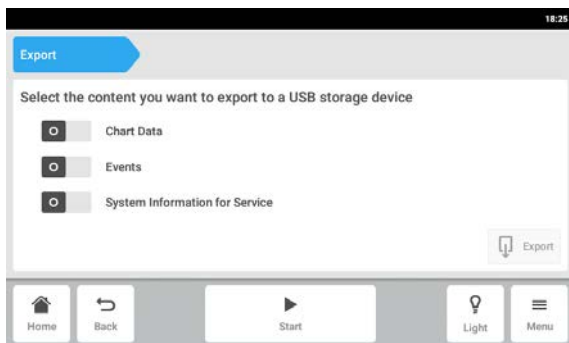 18:25
Export
Select the content you want to export to a USB storage device
Chart Data
Events
System Information for Service
Export
Home
Back
Start
Light
Menu